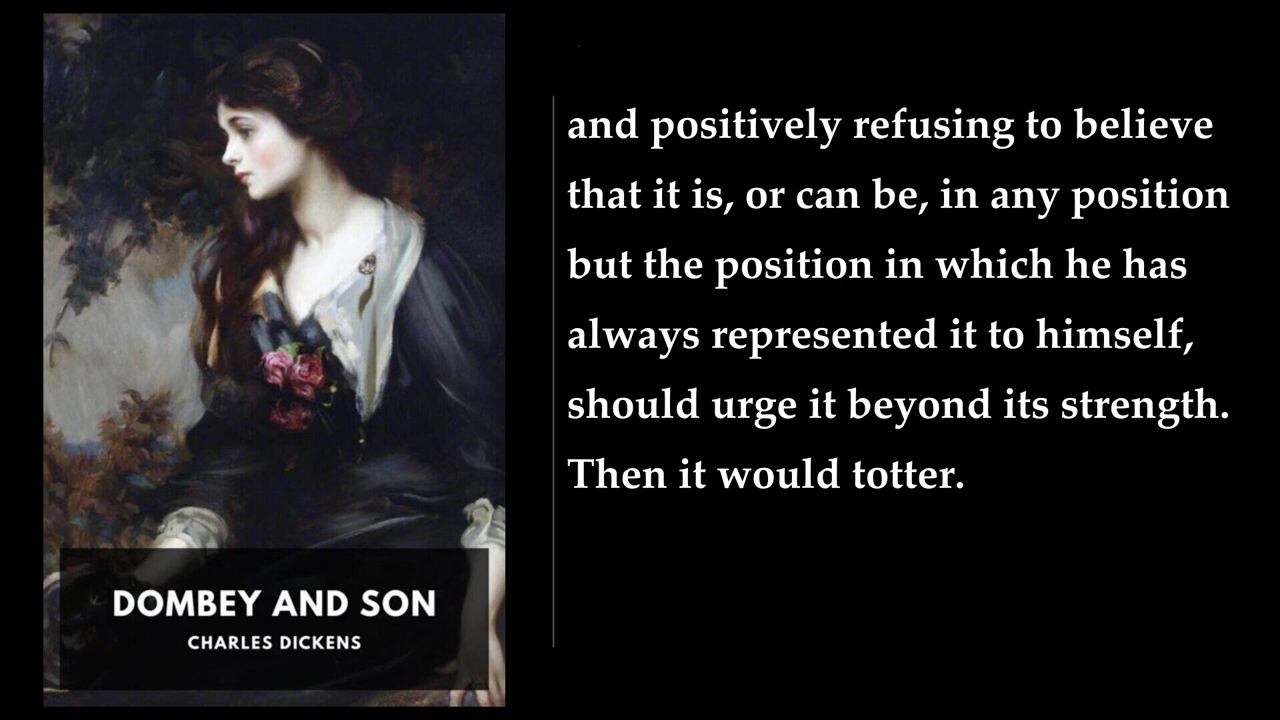 DOMBEY AND SON
CHARLES DICKENS
and positively refusing to believe
that it is, or can be, in any position
but the position in which he has
always represented it to himself,
should urge it beyond its strength.
Then it would totter.